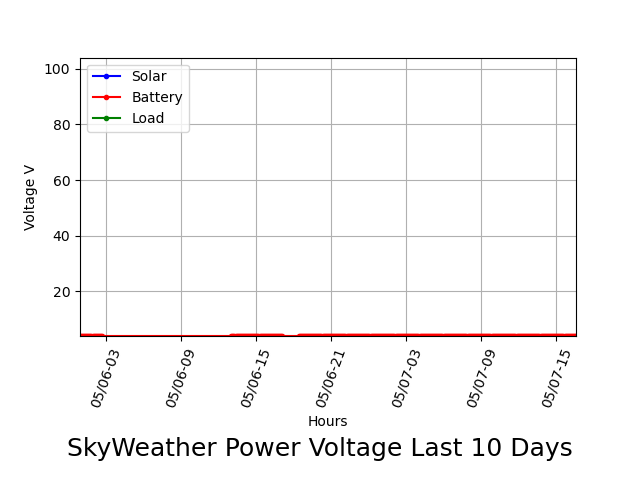 100
80
60
40
20
Voltage V
Solar
Battery
Load
05/06-03
05/06-09
05/06-15
05/06-21
05/07-03
05/07-09
05/07-15
Hours
SkyWeather Power Voltage Last 10 Days